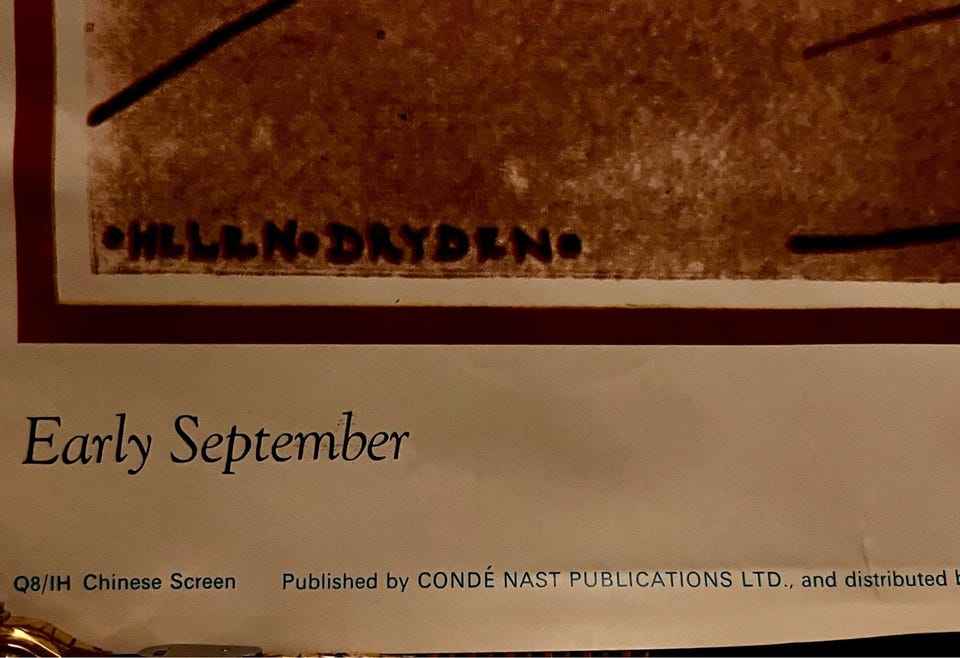 •HELEN•DRYDEN•
Early September
Q8/IH Chinese Screen Published by CONDÉ NAST PUBLICATIONS LTD., and distributed